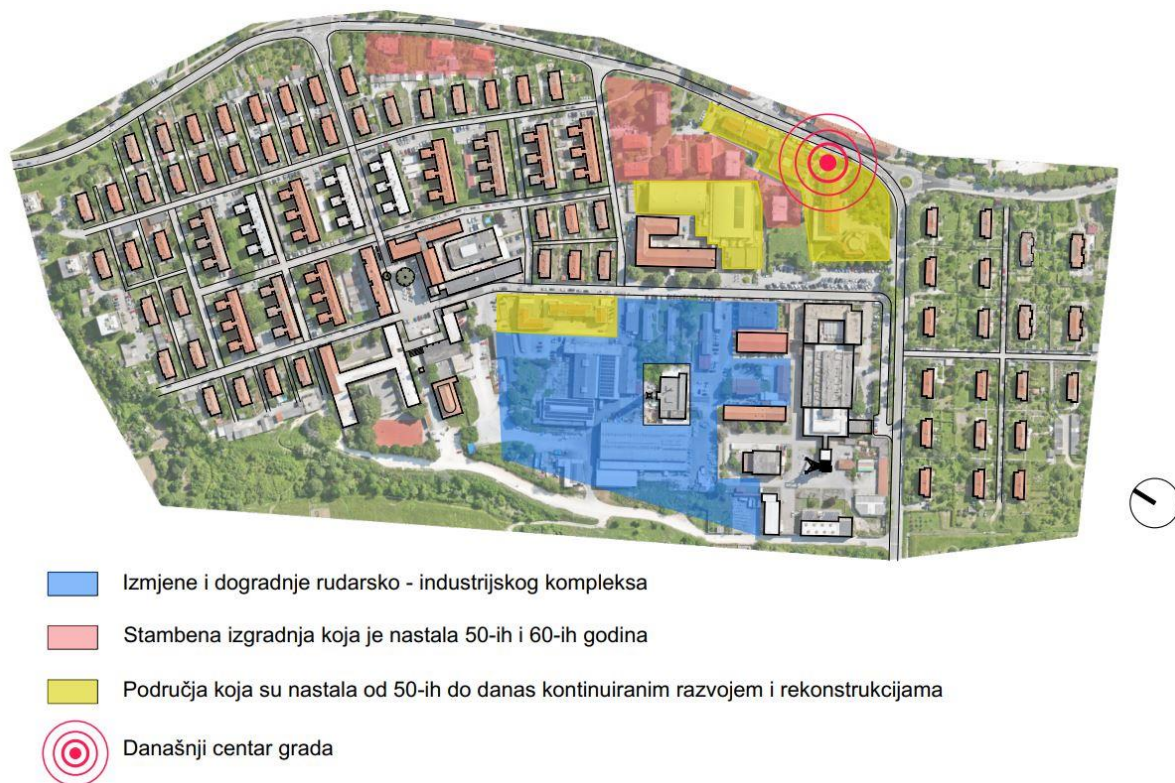 Izmjene i dogradnje rudarsko - industrijskog kompleksa
Stambena izgradnja koja je nastala 50-ih i 60-ih godina
Područja koja su nastala od 50-ih do danas kontinuiranim razvojem i rekonstrukcijama
Današnji centar grada